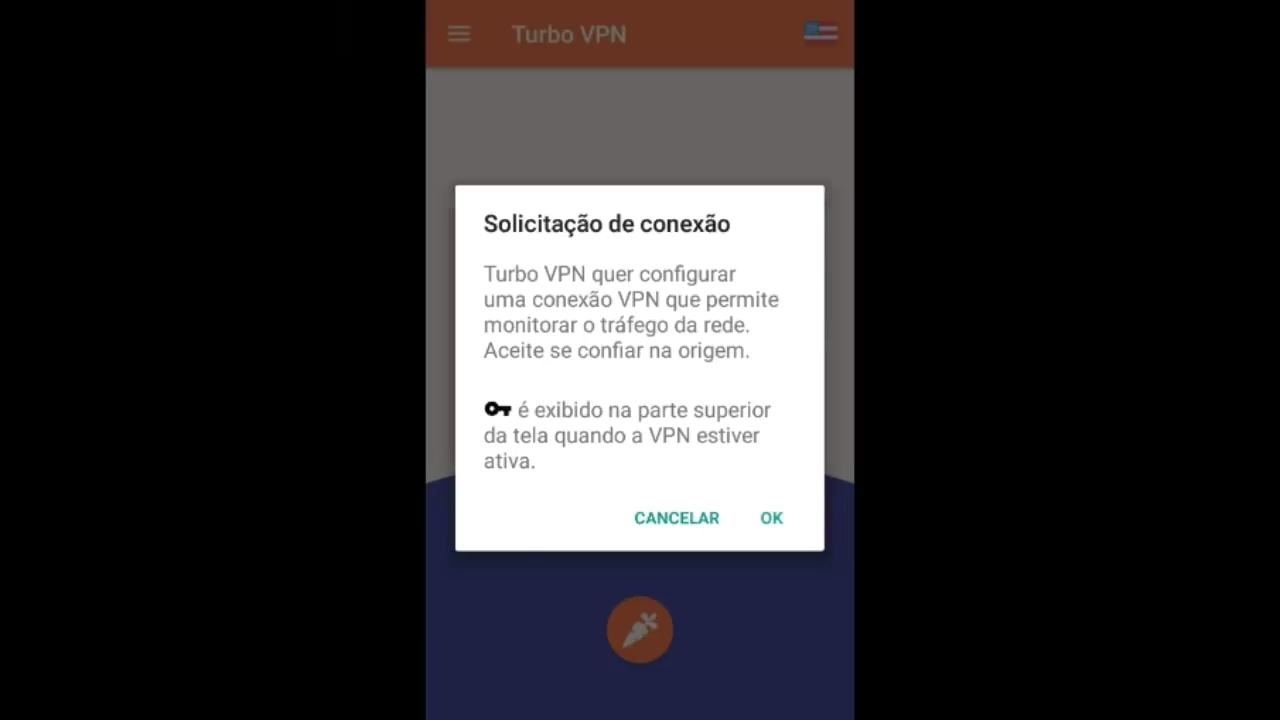 Turbo VPN
Solicitação de conexão
Turbo VPN quer configurar
uma conexão VPN que permite
monitorar o tráfego da rede.
Aceite se confiar na origem.
é exibido na parte superior
da tela quando a VPN estiver
ativa.
CANCELAR OK